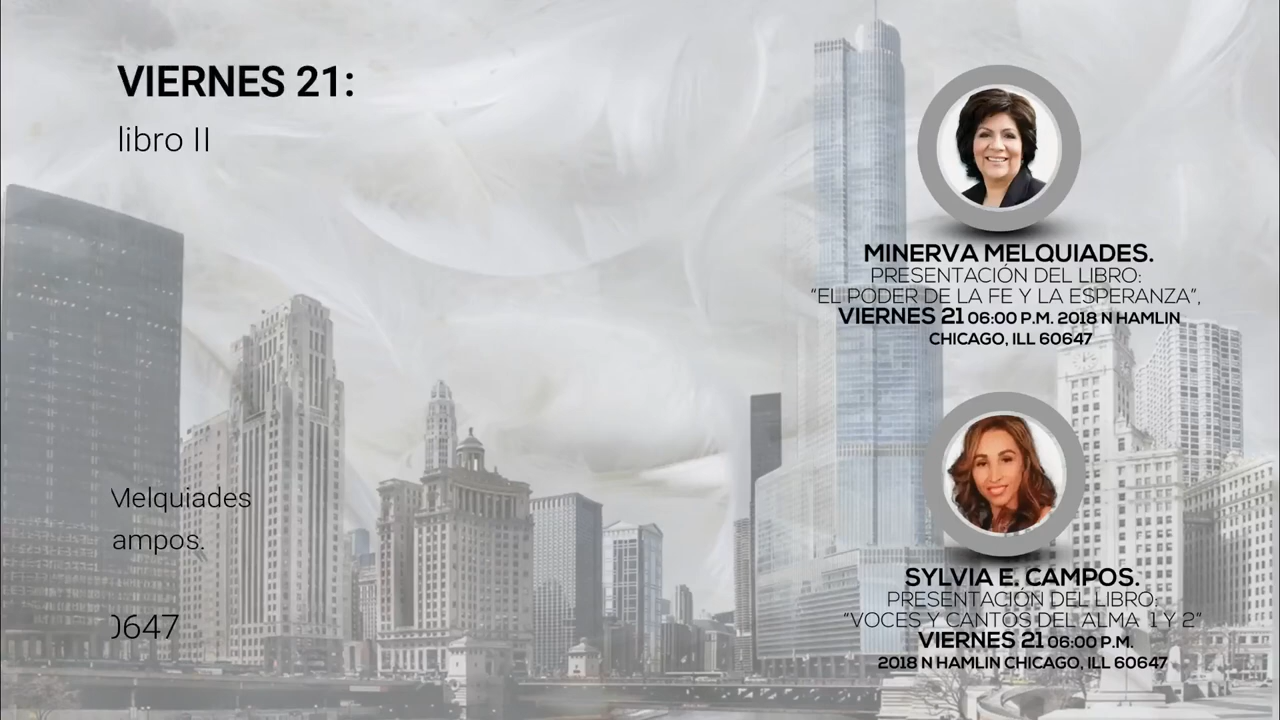 VIERNES 21:
libro II
Melquiades
ampos.
0647
MINERVA MELQUIADES.
PRESENTACIÓN DEL LIBRO:
“EL PODER DE LA FE Y LA ESPERANZA”,
VIERNES 21 06:00 P.M. 2018 N HAMLIN
CHICAGO, ILL 60647
SYLVIA E. CAMPOS.
PRESENTACIÓN DEL LIBRO:
“VOCES Y CANTOS DEL ALMA 1 Y 2”
VIERNES 21 06:00 P.M.
2018 N HAMLIN CHICAGO, ILL 60647